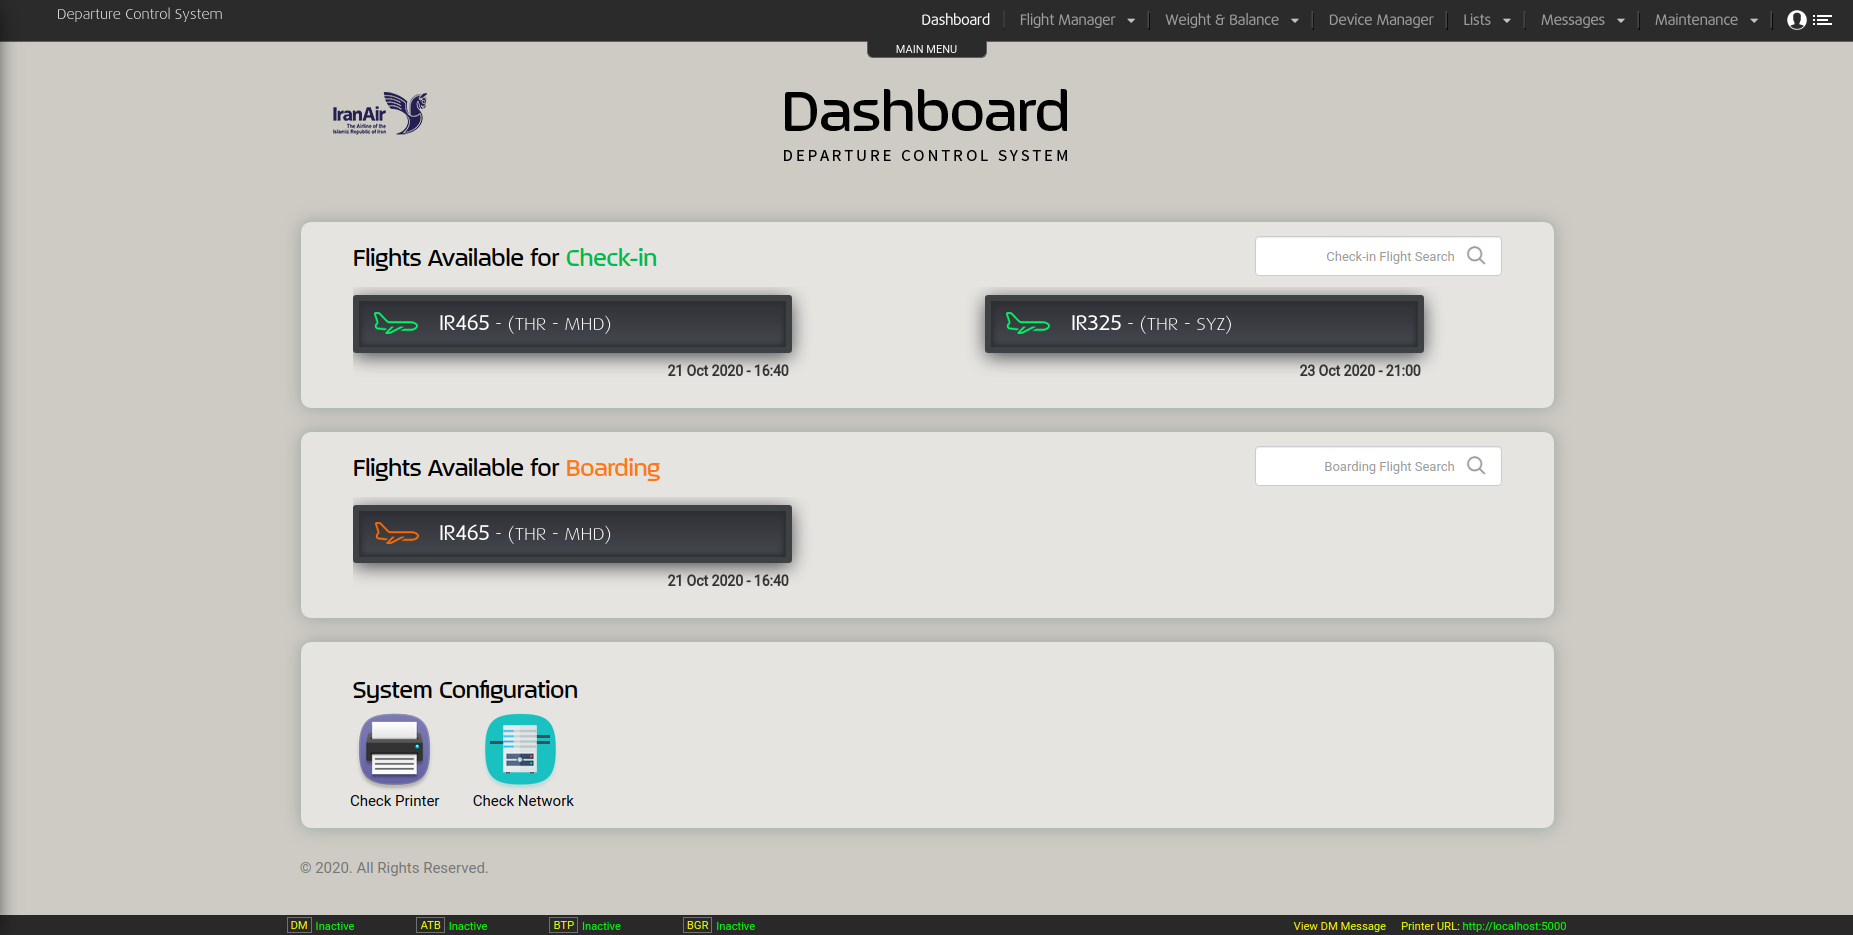 Departure Control System
Dashboard
Flight Manager
Weight & Balance
Device Manager
Lists
Messages
Maintenance
MAIN MENU
IranAir
The Airline of the
Islamic Republic of Iran
Dashboard
DEPARTURE CONTROL SYSTEM
Flights Available for Check-in
Check-in Flight Search
IR465 - (THR - MHD)
21 Oct 2020 - 16:40
IR325 - (THR - SYZ)
23 Oct 2020 - 21:00
Flights Available for Boarding
Boarding Flight Search
IR465 - (THR - MHD)
21 Oct 2020 - 16:40
System Configuration
Check Printer
Check Network
© 2020. All Rights Reserved.
DM Inactive
ATB Inactive
BTP Inactive
BGR Inactive
View DM Message
Printer URL: http://localhost:5000